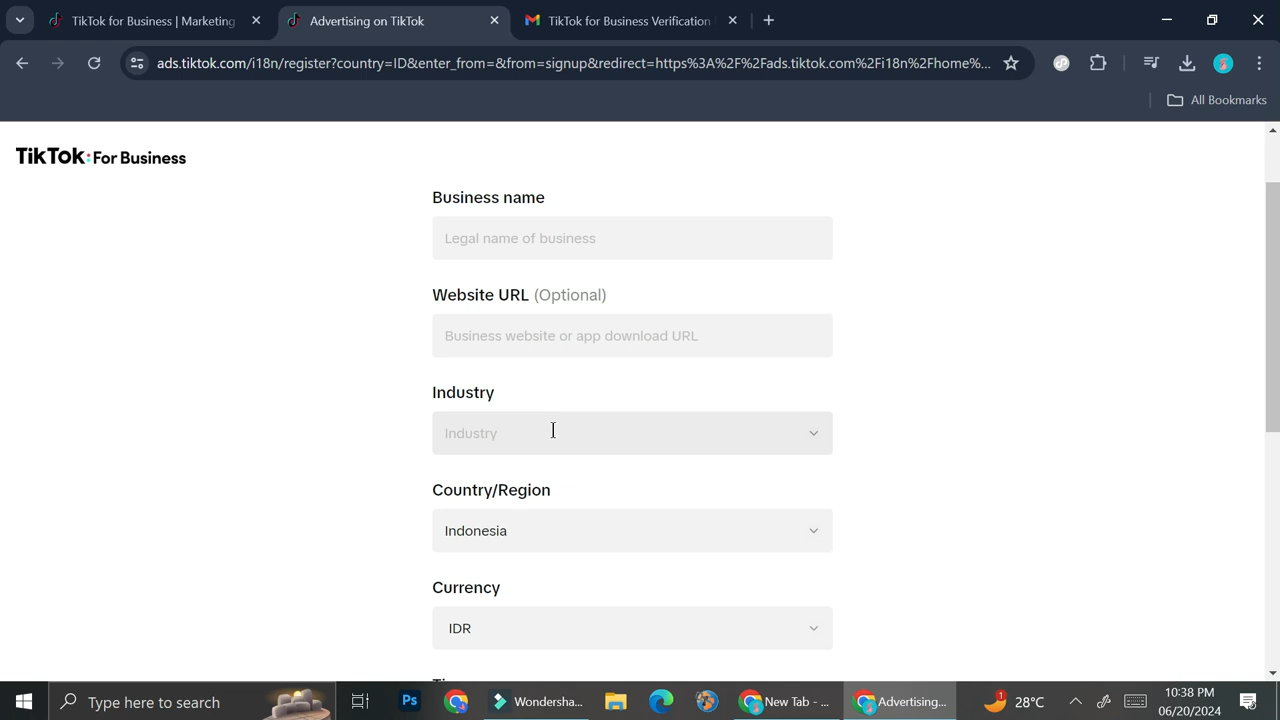 TikTok for Business | Marketing
Advertising on TikTok
TikTok for Business Verification
ads.tiktok.com/i18n/register?country=ID&enter_from=&from=signup&redirect=https%3A%2F%2Fads.tiktok.com%2Fi18n%2Fhome%...
All Bookmarks
TikTok: For Business
Business name
Legal name of business
Website URL (Optional)
Business website or app download URL
Industry
Industry
Country/Region
Indonesia
Currency
IDR
Type here to search
Ps
Wondersha...
New Tab - ...
Advertising...
1
28°C
10:38 PM
06/20/2024